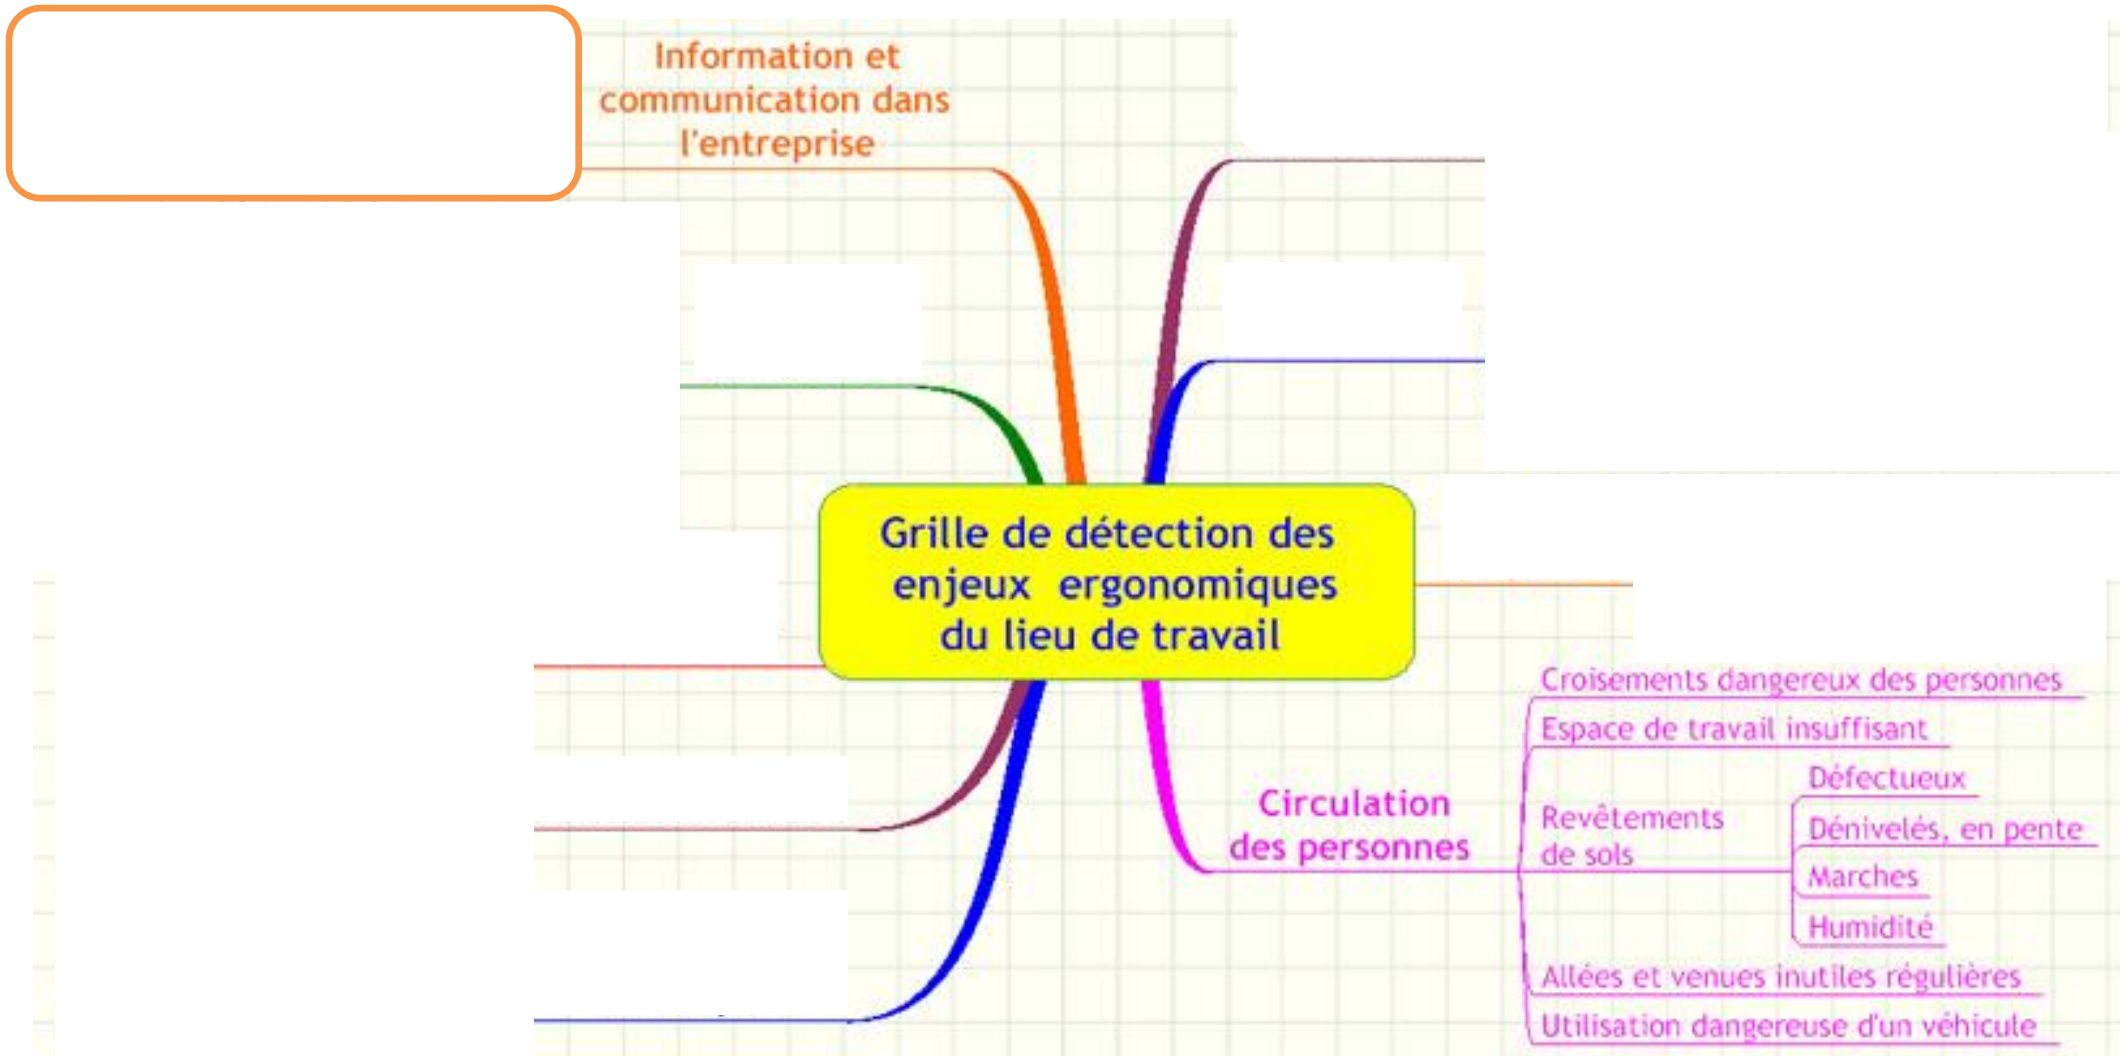 Information et
communication dans
l'entreprise
Grille de détection des
enjeux ergonomiques
du lieu de travail
Circulation
des personnes
Croisements dangereux des personnes
Espace de travail insuffisant
Revêtements
de sols
Défectueux
Dénivelés, en pente
Marches
Humidité
Allées et venues inutiles régulières
Utilisation dangereuse d'un véhicule